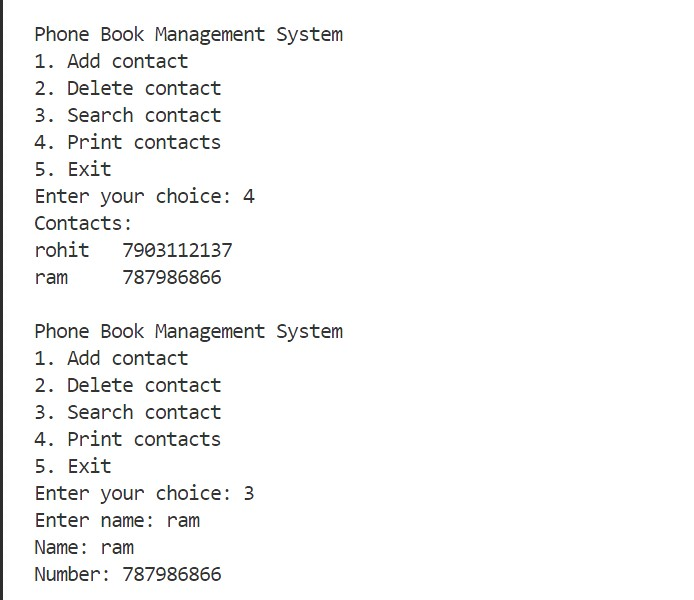 Phone Book Management System
1. Add contact
2. Delete contact
3. Search contact
4. Print contacts
5. Exit
Enter your choice: 4
Contacts:
rohit   7903112137
ram     787986866
Phone Book Management System
1. Add contact
2. Delete contact
3. Search contact
4. Print contacts
5. Exit
Enter your choice: 3
Enter name: ram
Name: ram
Number: 787986866